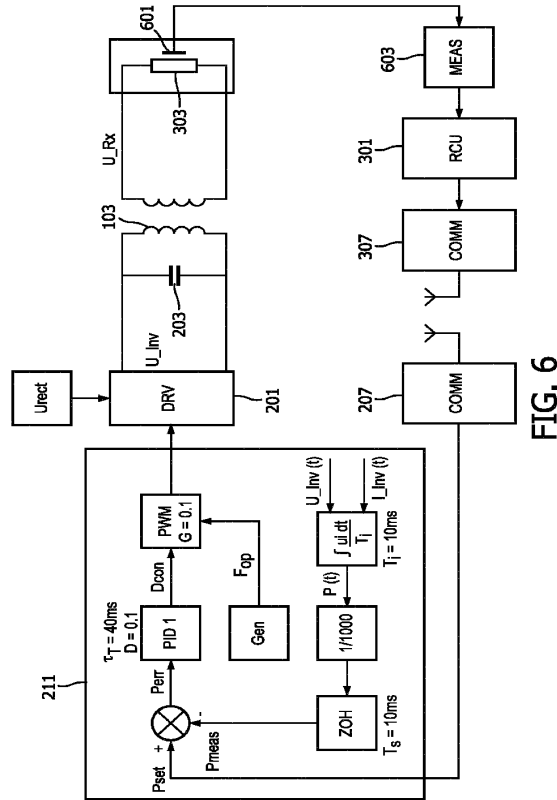 211
Pset
+
-
Pmeas
Perr
τT = 40ms
D = 0,1
PID 1
Dcon
PWM
G = 0.1
Gen
Fop
ZOH
Ts = 10ms
1/1000
P (t)
∫ ui dt
Ti
Ti = 10ms
U_Inv (t)
I_Inv (t)
Urect
DRV
201
U_Inv
203
103
U_Rx
303
601
603
MEAS
301
RCU
307
COMM
207
COMM
FIG. 6